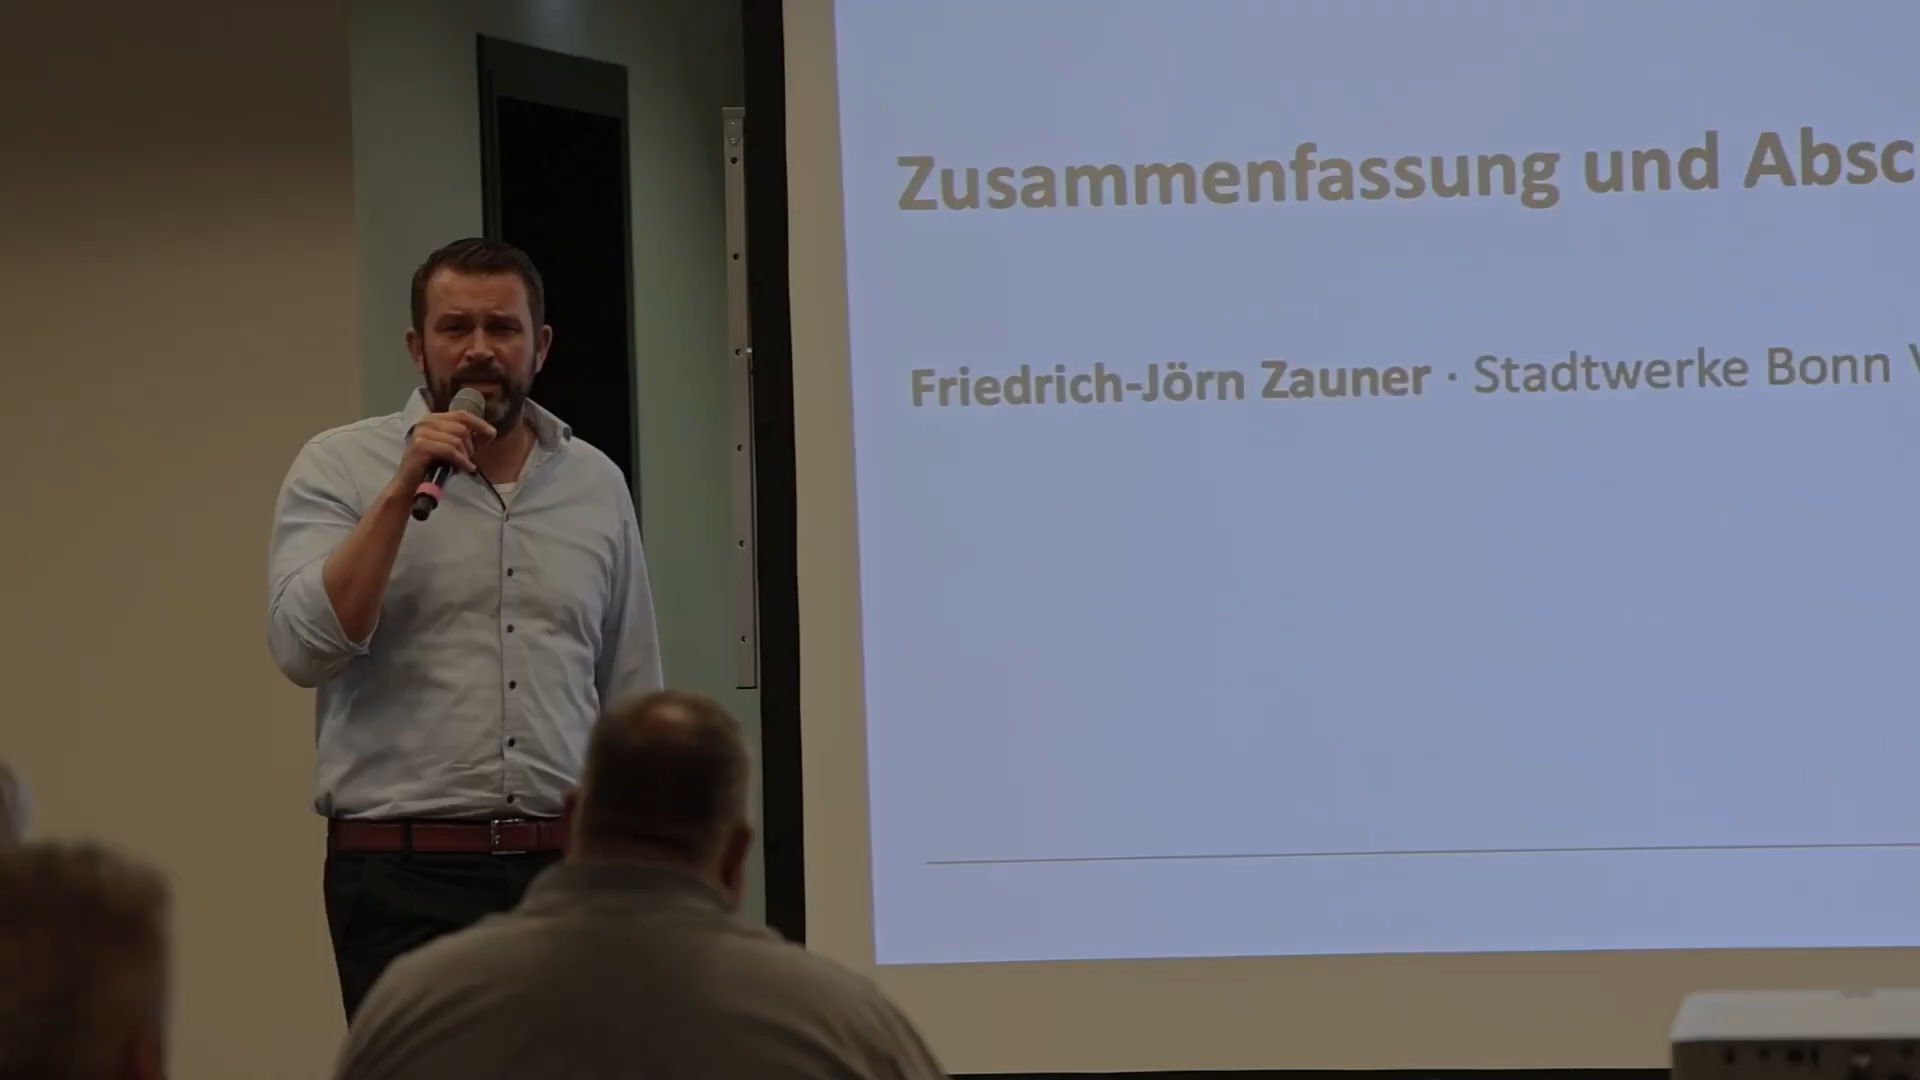 Zusammenfassung und Absc
Friedrich-Jörn Zauner · Stadtwerke Bonn